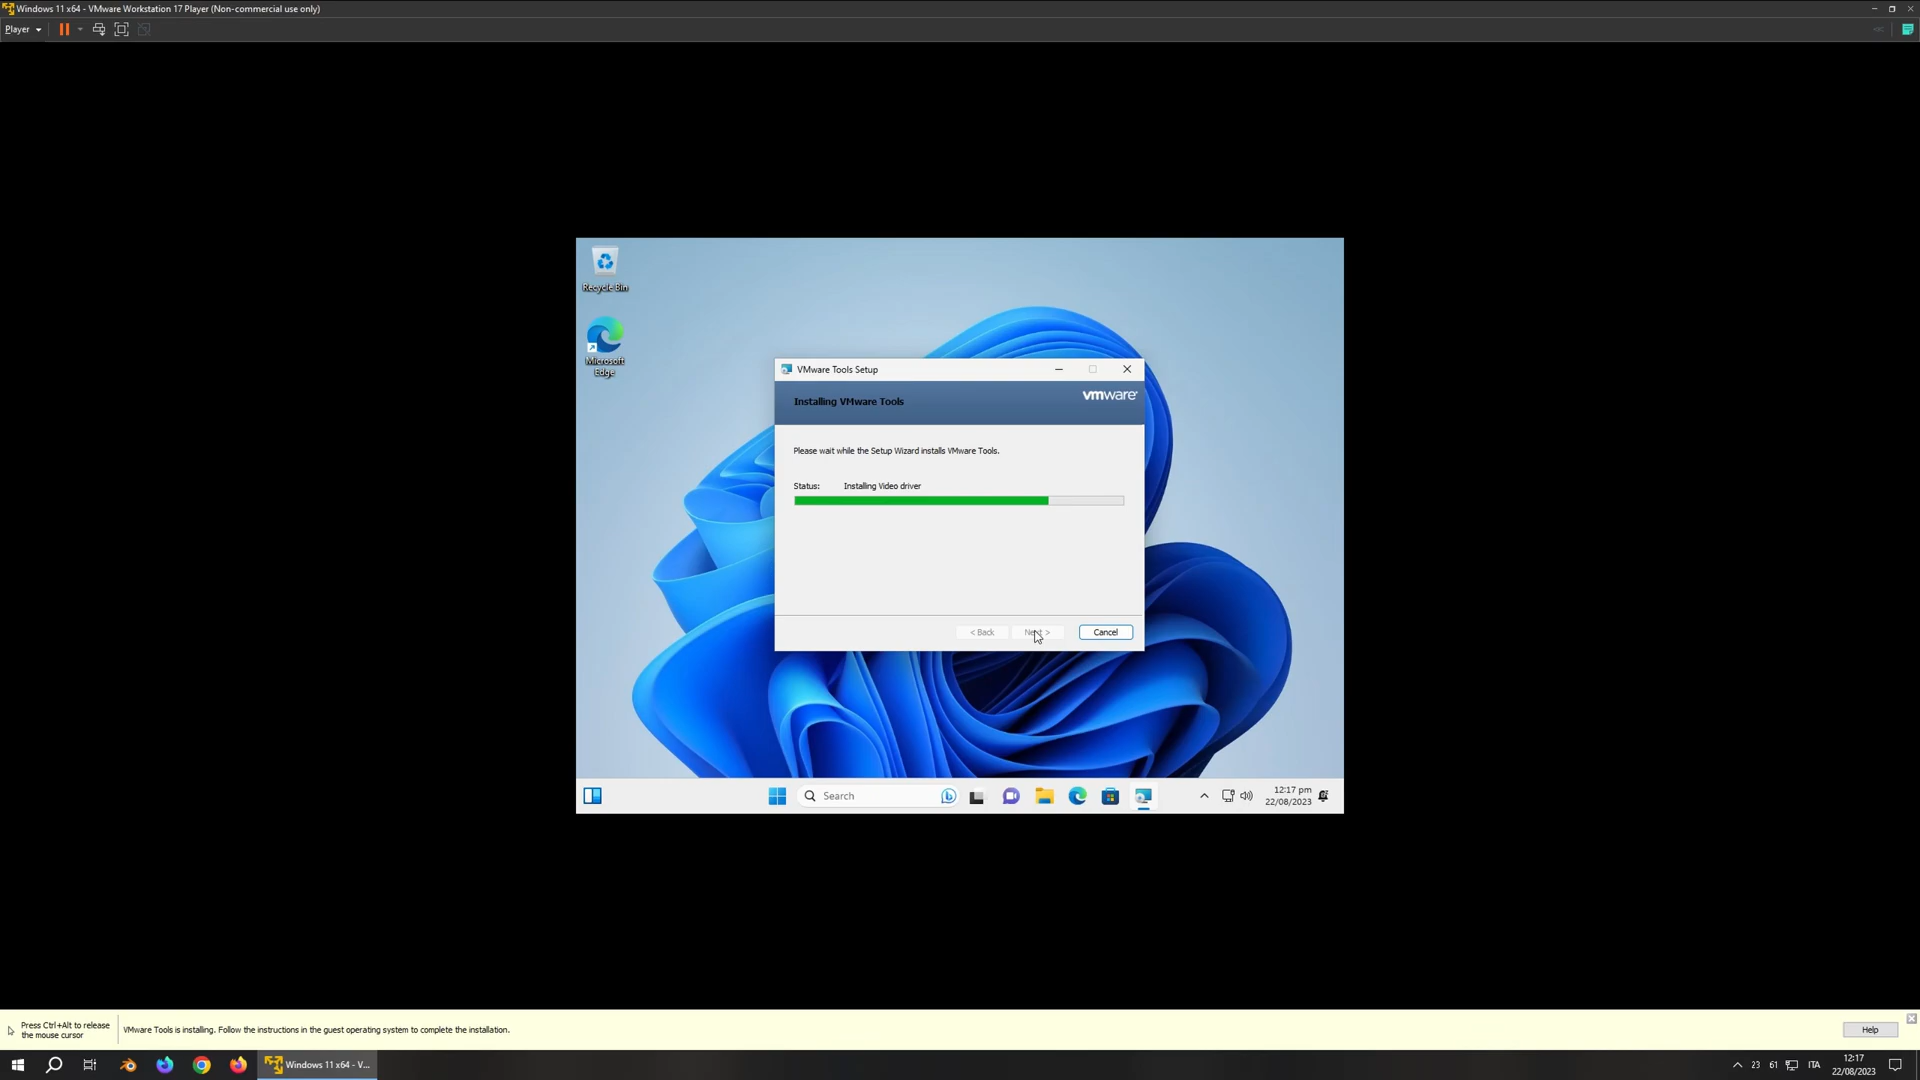 Windows 11 x64 - VMware Workstation 17 Player (Non-commercial use only)
Player
Recycle Bin
Microsoft
Edge
VMware Tools Setup
Installing VMware Tools
vmware
Please wait while the Setup Wizard installs VMware Tools.
Status: Installing Video driver
< Back Next > Cancel
Search
12:17 pm
22/08/2023
Press Ctrl+Alt to release
the mouse cursor
VMware Tools is installing. Follow the instructions in the guest operating system to complete the installation.
Help
Windows 11 x64 - V...
23 61 ITA
12:17
22/08/2023